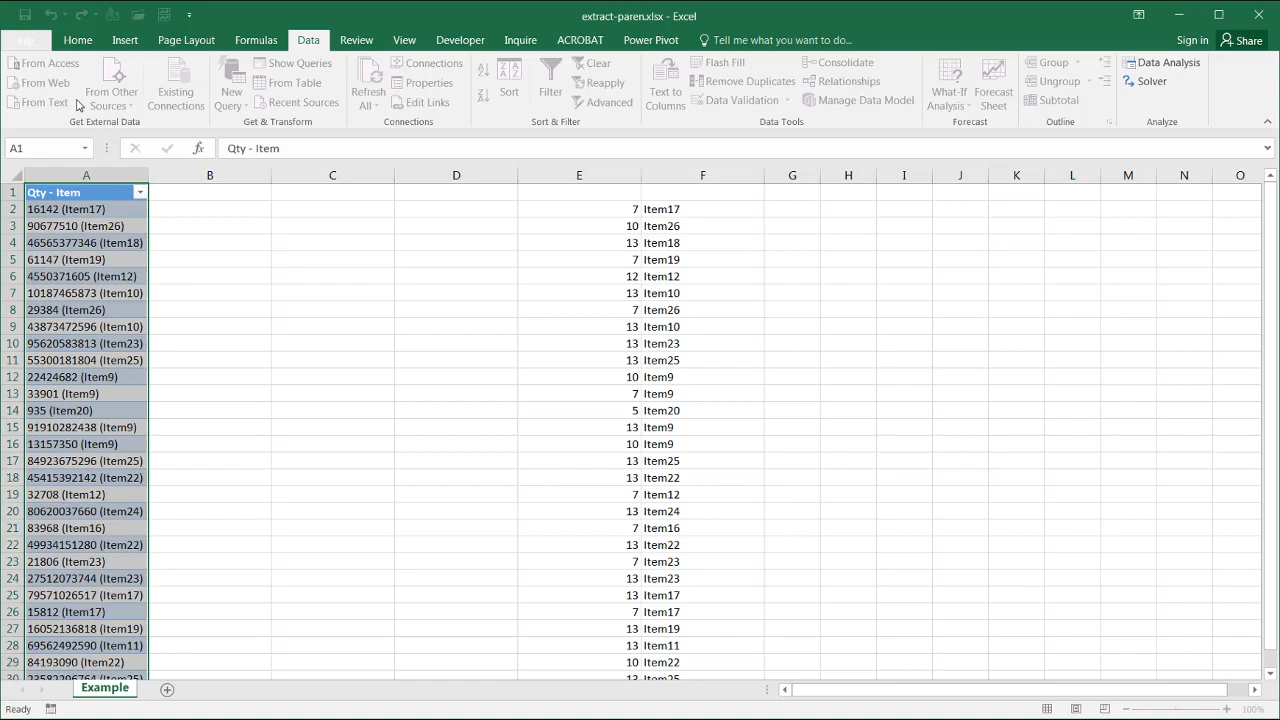 extract-paren.xlsx - Excel
File Home Insert Page Layout Formulas Data Review View Developer Inquire ACROBAT Power Pivot Tell me what you want to do... Sign in Share
From Access
From Web
From Text
From Other Sources
Existing Connections
Get External Data
New Query
Show Queries
From Table
Recent Sources
Get & Transform
Refresh All
Connections
Properties
Edit Links
Connections
Sort
Filter
Clear
Reapply
Advanced
Sort & Filter
Text to Columns
Flash Fill
Remove Duplicates
Data Validation
Consolidate
Relationships
Manage Data Model
Data Tools
What-If Analysis
Forecast Sheet
Forecast
Group
Ungroup
Subtotal
Outline
Data Analysis
Solver
Analyze
A1 fx Qty - Item
A B C D E F G H I J K L M N O
1 Qty - Item
2 16142 (Item17) 7 Item17
3 90677510 (Item26) 10 Item26
4 46565377346 (Item18) 13 Item18
5 61147 (Item19) 7 Item19
6 4550371605 (Item12) 12 Item12
7 10187465873 (Item10) 13 Item10
8 29384 (Item26) 7 Item26
9 43873472596 (Item10) 13 Item10
10 95620583813 (Item23) 13 Item23
11 55300181804 (Item25) 13 Item25
12 22424682 (Item9) 10 Item9
13 33901 (Item9) 7 Item9
14 935 (Item20) 5 Item20
15 91910282438 (Item9) 13 Item9
16 13157350 (Item9) 10 Item9
17 84923675296 (Item25) 13 Item25
18 45415392142 (Item22) 13 Item22
19 32708 (Item12) 7 Item12
20 80620037660 (Item24) 13 Item24
21 83968 (Item16) 7 Item16
22 49934151280 (Item22) 13 Item22
23 21806 (Item23) 7 Item23
24 27512073744 (Item23) 13 Item23
25 79571026517 (Item17) 13 Item17
26 15812 (Item17) 7 Item17
27 16052136818 (Item19) 13 Item19
28 69562492590 (Item11) 13 Item11
29 84193090 (Item22) 10 Item22
30 23582296764 (Item25) 13 Item25
Example
Ready 100%